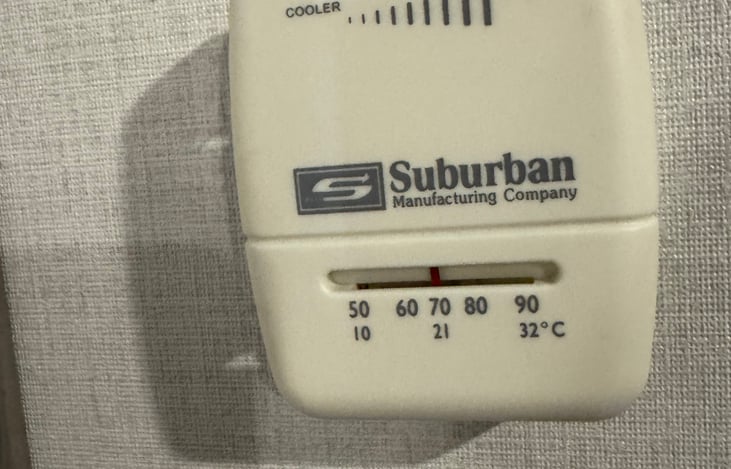 COOLER
Suburban
Manufacturing Company
50 60 70 80 90
10 21 32°C